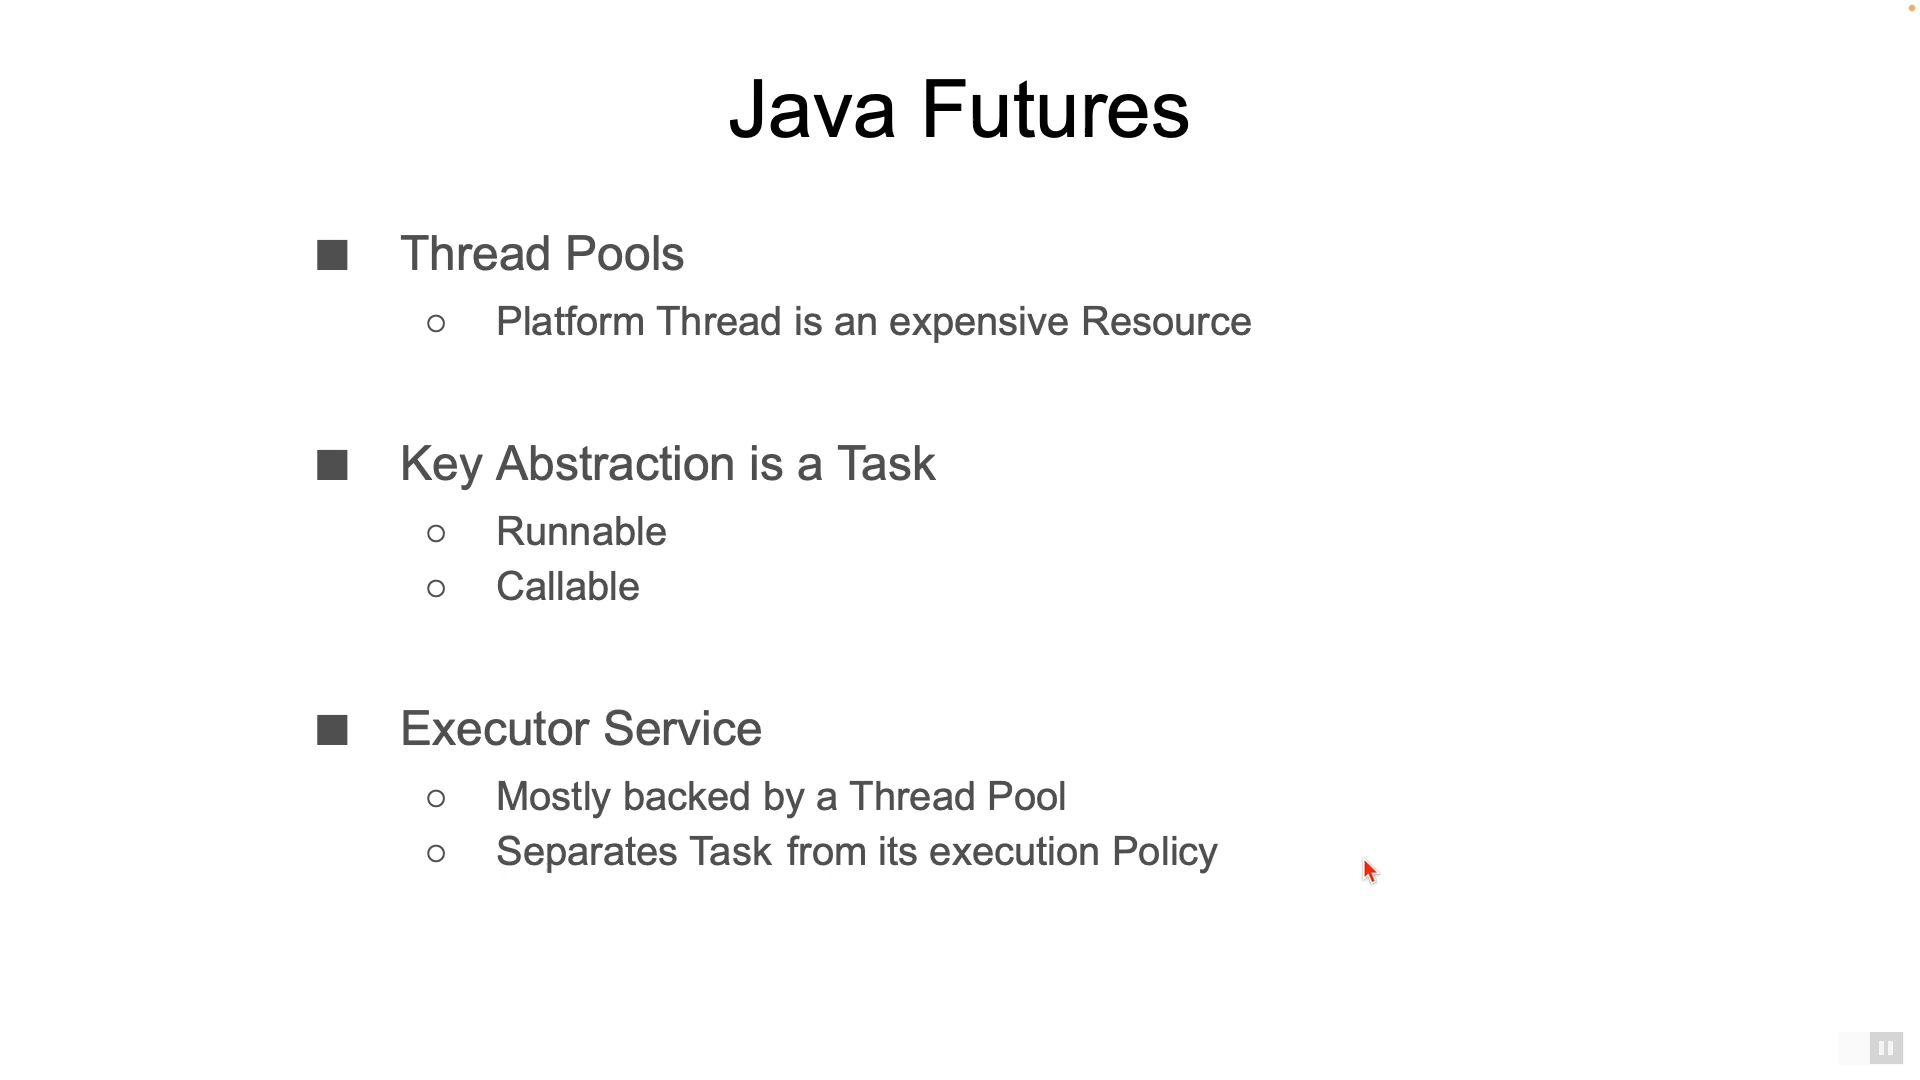 Java Futures
Thread Pools
Platform Thread is an expensive Resource
Key Abstraction is a Task
Runnable
Callable
Executor Service
Mostly backed by a Thread Pool
Separates Task from its execution Policy